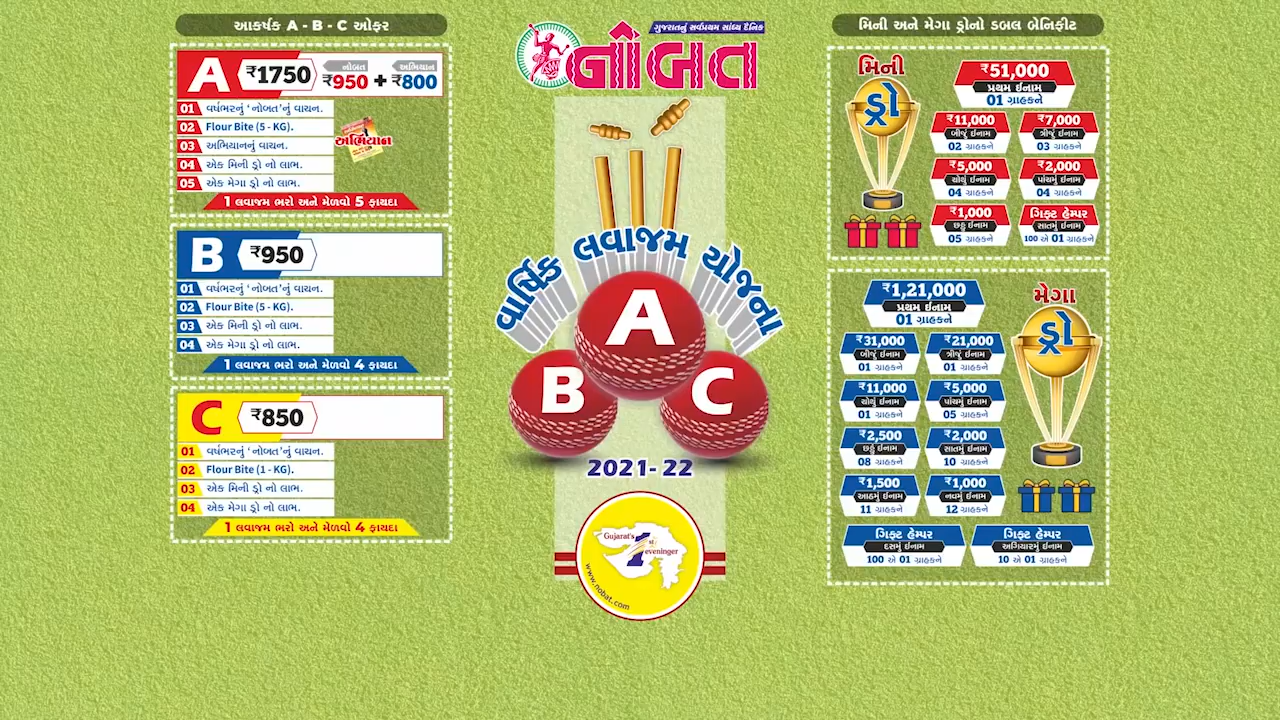 આકર્ષક A - B - C ઓફર
A ₹1750 નોબત ₹950 + અભિયાન ₹800
01 વર્ષભરનું 'નોબત'નું વાચન.
02 Flour Bite (5 - KG).
03 અભિયાનનું વાચન.
04 એક મિની ડ્રો નો લાભ.
05 એક મેગા ડ્રો નો લાભ.
અભિયાન
1 લવાજમ ભરો અને મેળવો 5 ફાયદા
B ₹950
01 વર્ષભરનું 'નોબત'નું વાચન.
02 Flour Bite (5 - KG).
03 એક મિની ડ્રો નો લાભ.
04 એક મેગા ડ્રો નો લાભ.
1 લવાજમ ભરો અને મેળવો 4 ફાયદા
C ₹850
01 વર્ષભરનું 'નોબત'નું વાચન.
02 Flour Bite (1 - KG).
03 એક મિની ડ્રો નો લાભ.
04 એક મેગા ડ્રો નો લાભ.
1 લવાજમ ભરો અને મેળવો 4 ફાયદા
ગુજરાતનું સર્વપ્રથમ સાંધ્ય દૈનિક
નોબત
વાર્ષિક લવાજમ યોજના
A
B C
2021- 22
Gujarat's 1st eveninger
www.nobat.com
મિની અને મેગા ડ્રોનો ડબલ બેનિફીટ
મિની
ડ્રો
₹51,000
પ્રથમ ઈનામ
01 ગ્રાહકને
₹11,000 ₹7,000
બીજું ઈનામ ત્રીજું ઈનામ
02 ગ્રાહકને 03 ગ્રાહકને
₹5,000 ₹2,000
ચોથું ઈનામ પાંચમું ઈનામ
04 ગ્રાહકને 04 ગ્રાહકને
₹1,000 ગિફ્ટ હેમ્પર
છઠ્ઠું ઈનામ સાતમું ઈનામ
05 ગ્રાહકને 100 એ 01 ગ્રાહકને
₹1,21,000
પ્રથમ ઈનામ
01 ગ્રાહકને
મેગા
ડ્રો
₹31,000 ₹21,000
બીજું ઈનામ ત્રીજું ઈનામ
01 ગ્રાહકને 01 ગ્રાહકને
₹11,000 ₹5,000
ચોથું ઈનામ પાંચમું ઈનામ
01 ગ્રાહકને 05 ગ્રાહકને
₹2,500 ₹2,000
છઠ્ઠું ઈનામ સાતમું ઈનામ
08 ગ્રાહકને 10 ગ્રાહકને
₹1,500 ₹1,000
આઠમું ઈનામ નવમું ઈનામ
11 ગ્રાહકને 12 ગ્રાહકને
ગિફ્ટ હેમ્પર ગિફ્ટ હેમ્પર
દસમું ઈનામ અગિયારમું ઈનામ
100 એ 01 ગ્રાહકને 10 એ 01 ગ્રાહકને